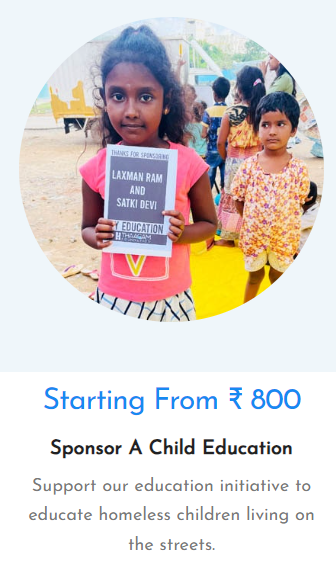 THANKS FOR SPONSORING
LAXMAN RAM
AND
SATKI DEVI
Y EDUCATION
Starting From ₹ 800
Sponsor A Child Education
Support our education initiative to
educate homeless children living on
the streets.